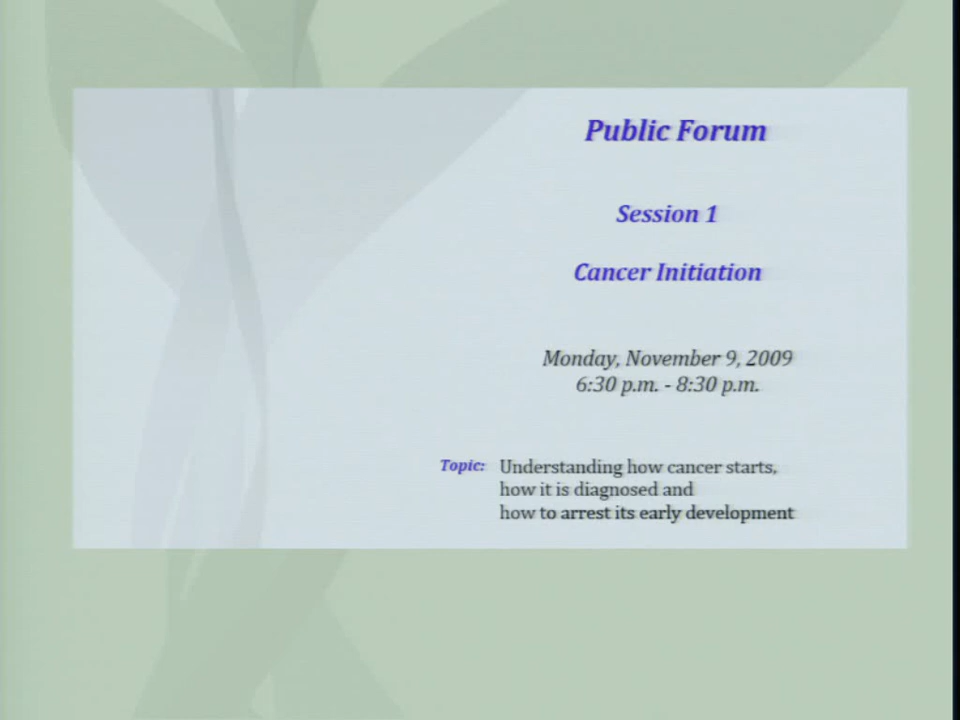 Public Forum
Session 1
Cancer Initiation
Monday, November 9, 2009
6:30 p.m. - 8:30 p.m.
Topic: Understanding how cancer starts,
how it is diagnosed and
how to arrest its early development